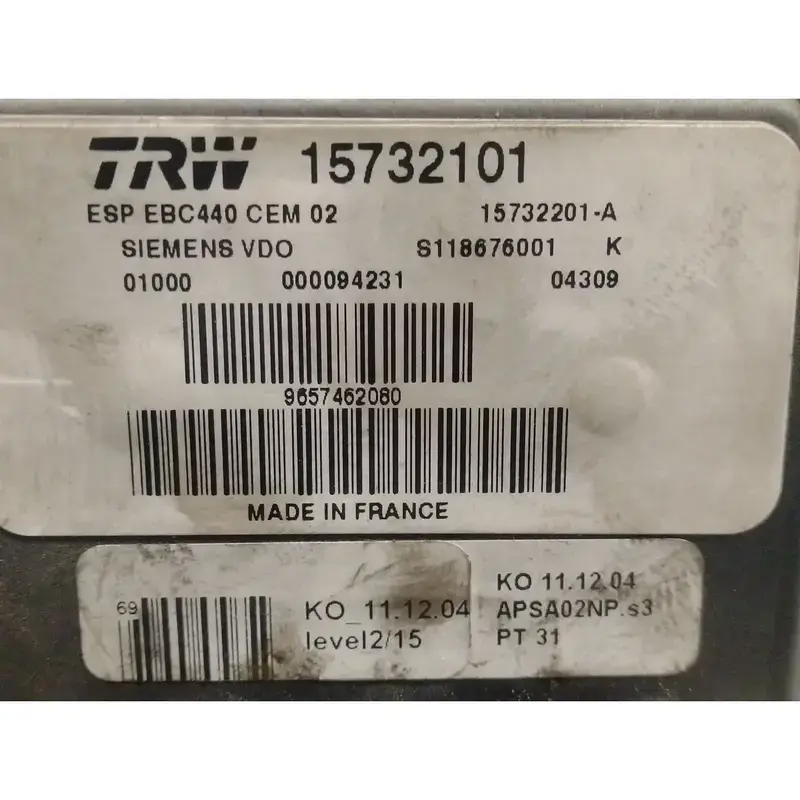 TRW 15732101
ESP EBC440 CEM 02 15732201-A
SIEMENS VDO S118676001 K
01000 000094231 04309
9657462080
MADE IN FRANCE
69
KO_11.12.04
level2/15
KO 11.12.04
APSA02NP.s3
PT 31